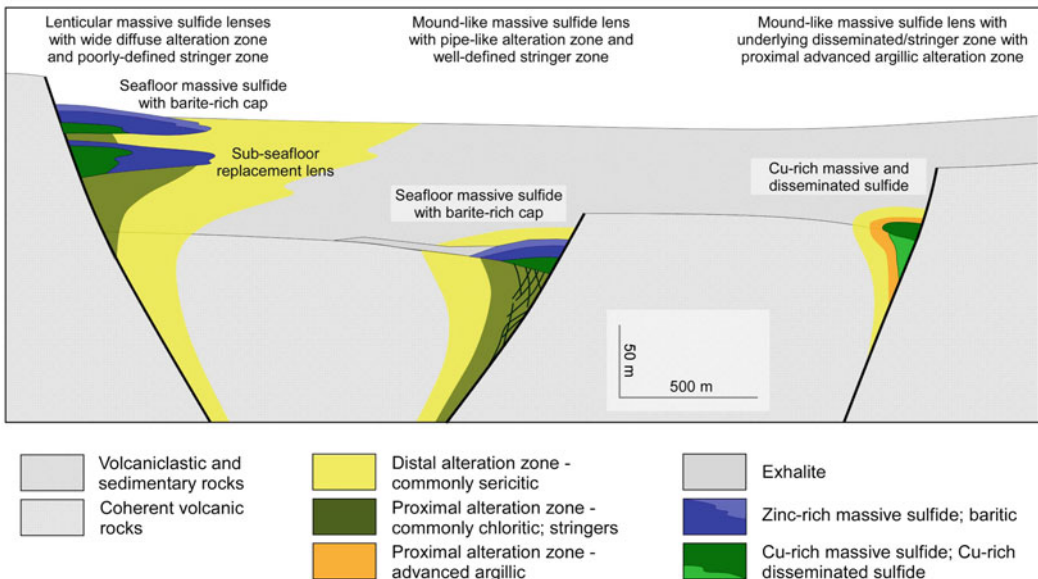 Lenticular massive sulfide lenses
with wide diffuse alteration zone
and poorly-defined stringer zone
Mound-like massive sulfide lens
with pipe-like alteration zone and
well-defined stringer zone
Mound-like massive sulfide lens with
underlying disseminated/stringer zone with
proximal advanced argillic alteration zone
Seafloor massive sulfide
with barite-rich cap
Sub-seafloor
replacement lens
Seafloor massive sulfide
with barite-rich cap
Cu-rich massive and
disseminated sulfide
50 m
500 m
Volcaniclastic and
sedimentary rocks
Coherent volcanic
rocks
Distal alteration zone -
commonly sericitic
Proximal alteration zone -
commonly chloritic; stringers
Proximal alteration zone -
advanced argillic
Exhalite
Zinc-rich massive sulfide; baritic
Cu-rich massive sulfide; Cu-rich
disseminated sulfide